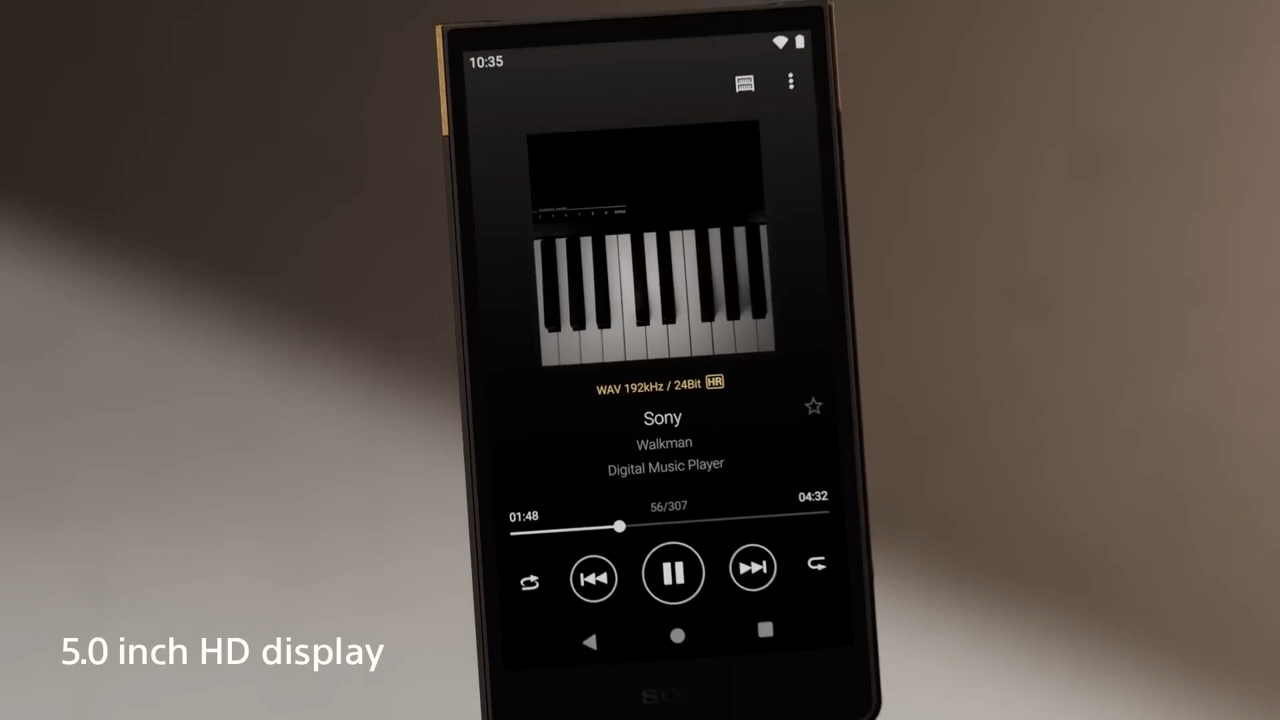 10:35
WAV 192kHz / 24Bit HR
Sony
Walkman
Digital Music Player
01:48
56/307
04:32
5.0 inch HD display